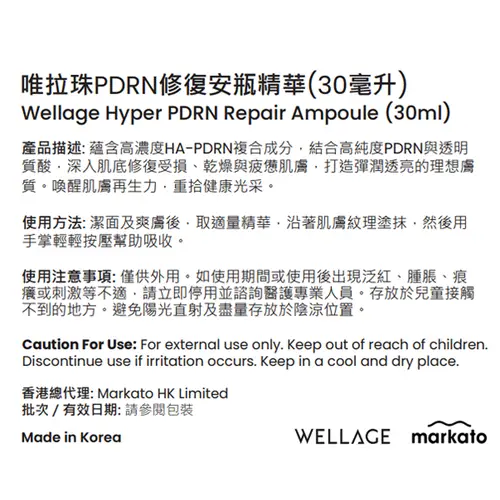 唯拉珠PDRN修復安瓶精華(30毫升)
Wellage Hyper PDRN Repair Ampoule (30ml)
產品描述: 蘊含高濃度HA-PDRN複合成分，結合高純度PDRN與透明
質酸，深入肌底修復受損、乾燥與疲憊肌膚，打造彈潤透亮的理想膚
質。喚醒肌膚再生力，重拾健康光采。
使用方法: 潔面及爽膚後，取適量精華，沿著肌膚紋理塗抹，然後用
手掌輕輕按壓幫助吸收。
使用注意事項: 僅供外用。如使用期間或使用後出現泛紅、腫脹、痕
癢或刺激等不適，請立即停用並諮詢醫護專業人員。存放於兒童接觸
不到的地方。避免陽光直射及盡量存放於陰涼位置。
Caution For Use: For external use only. Keep out of reach of children.
Discontinue use if irritation occurs. Keep in a cool and dry place.
香港總代理: Markato HK Limited
批次 / 有效日期: 請參閱包裝
Made in Korea
WELLAGE
markato